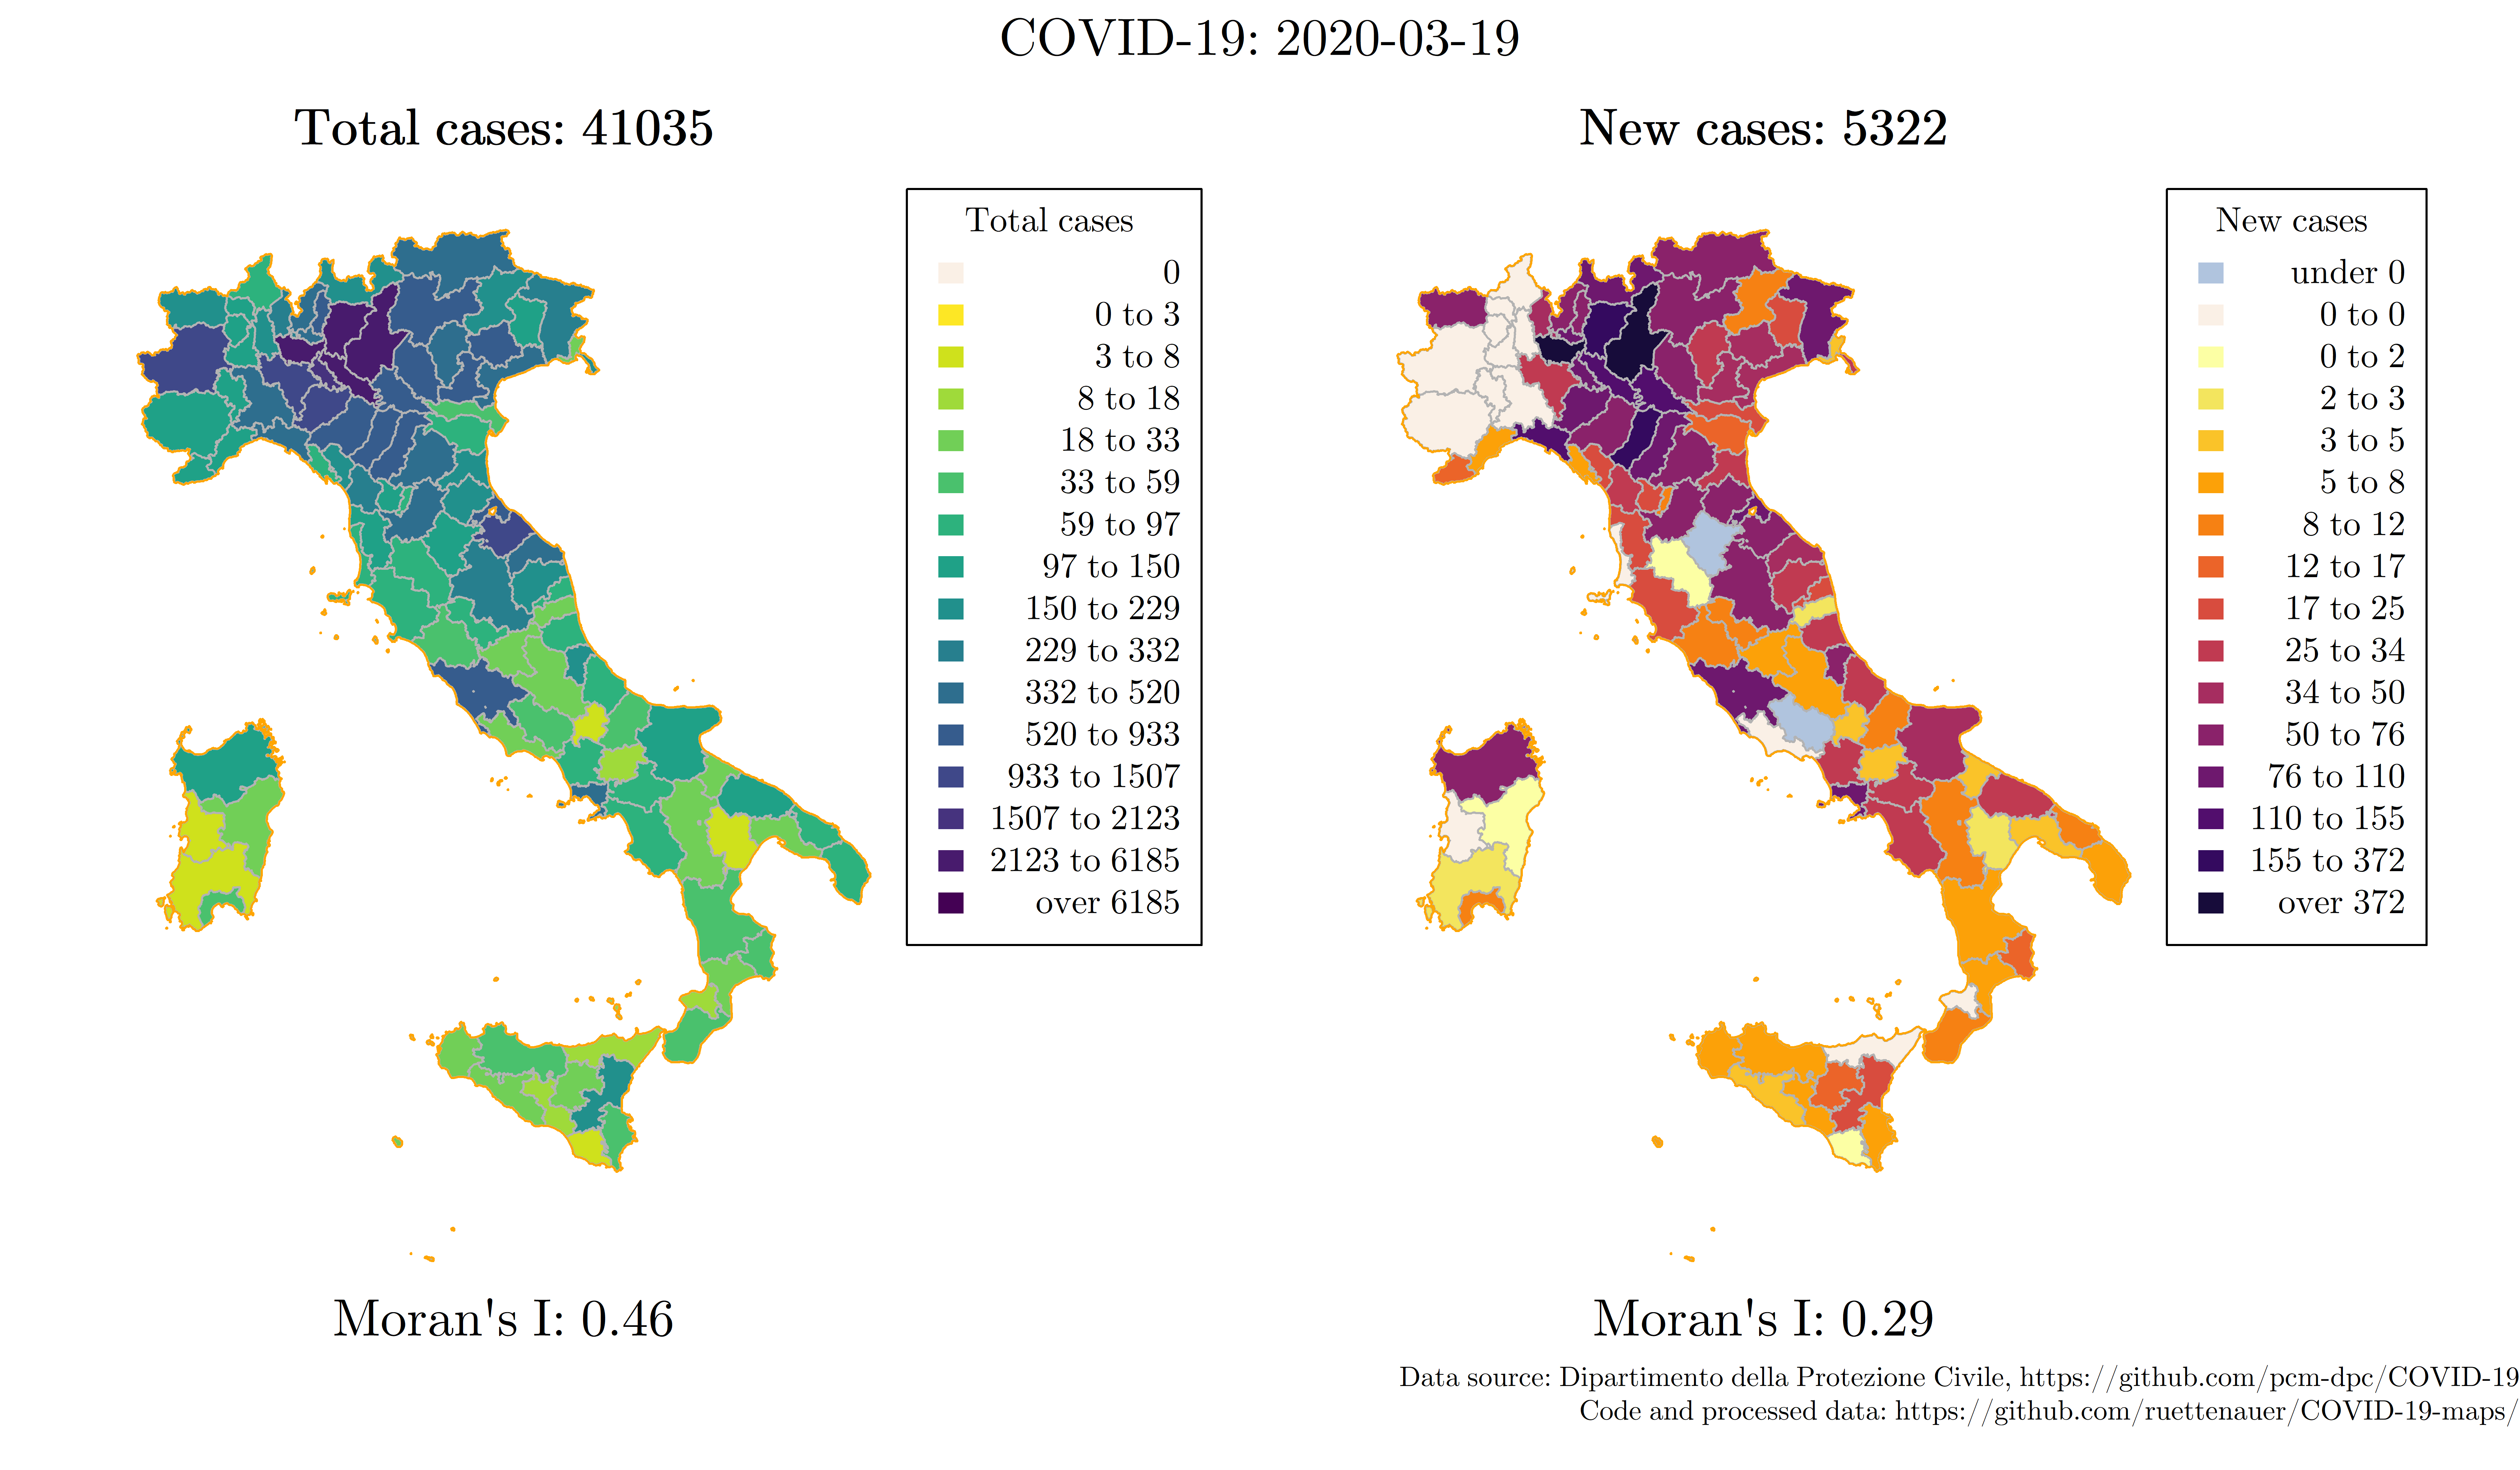 COVID-19: 2020-03-19
Total cases: 41035
Total cases
0
0 to 3
3 to 8
8 to 18
18 to 33
33 to 59
59 to 97
97 to 150
150 to 229
229 to 332
332 to 520
520 to 933
933 to 1507
1507 to 2123
2123 to 6185
over 6185
Moran's I: 0.46
New cases: 5322
New cases
under 0
0 to 0
0 to 2
2 to 3
3 to 5
5 to 8
8 to 12
12 to 17
17 to 25
25 to 34
34 to 50
50 to 76
76 to 110
110 to 155
155 to 372
over 372
Moran's I: 0.29
Data source: Dipartimento della Protezione Civile, https://github.com/pcm-dpc/COVID-19
Code and processed data: https://github.com/ruettenauer/COVID-19-maps/